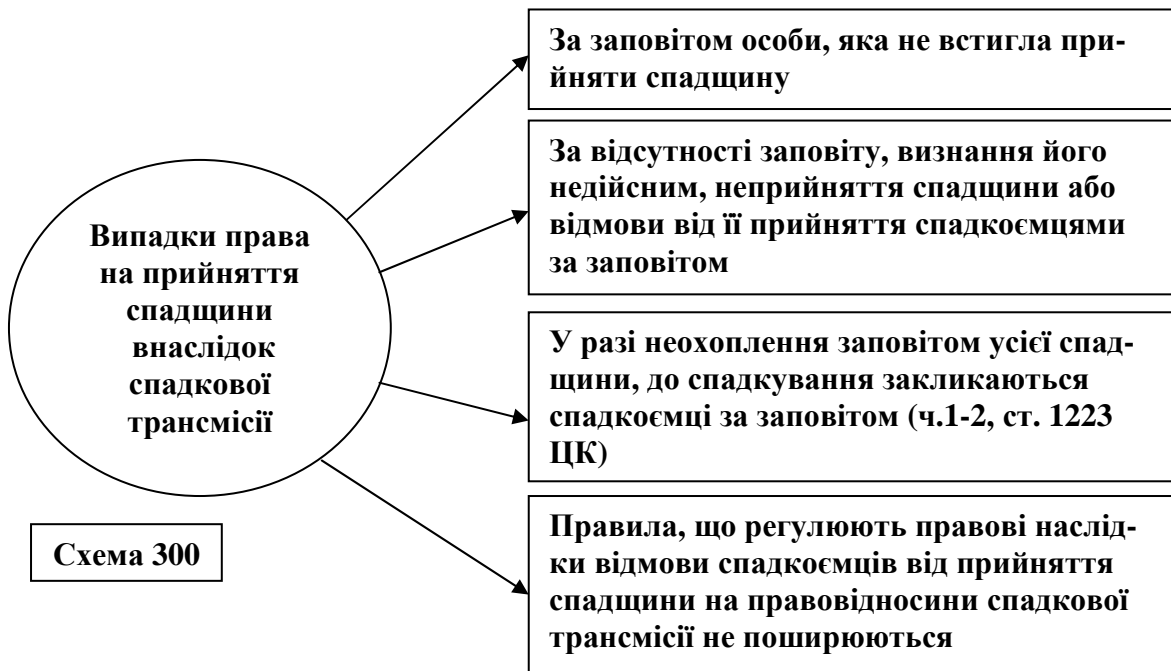 За заповітом особи, яка не встигла при-
йняти спадщину
За відсутності заповіту, визнання його
недійсним, неприйняття спадщини або
відмови від її прийняття спадкоємцями
за заповітом
Випадки права
на прийняття
спадщини
внаслідок
спадкової
трансмісії
У разі неохоплення заповітом усієї спад-
щини, до спадкування закликаються
спадкоємці за заповітом (ч.1-2, ст. 1223
ЦК)
Правила, що регулюють правові наслід-
ки відмови спадкоємців від прийняття
спадщини на правовідносини спадкової
трансмісії не поширюються
Схема 300